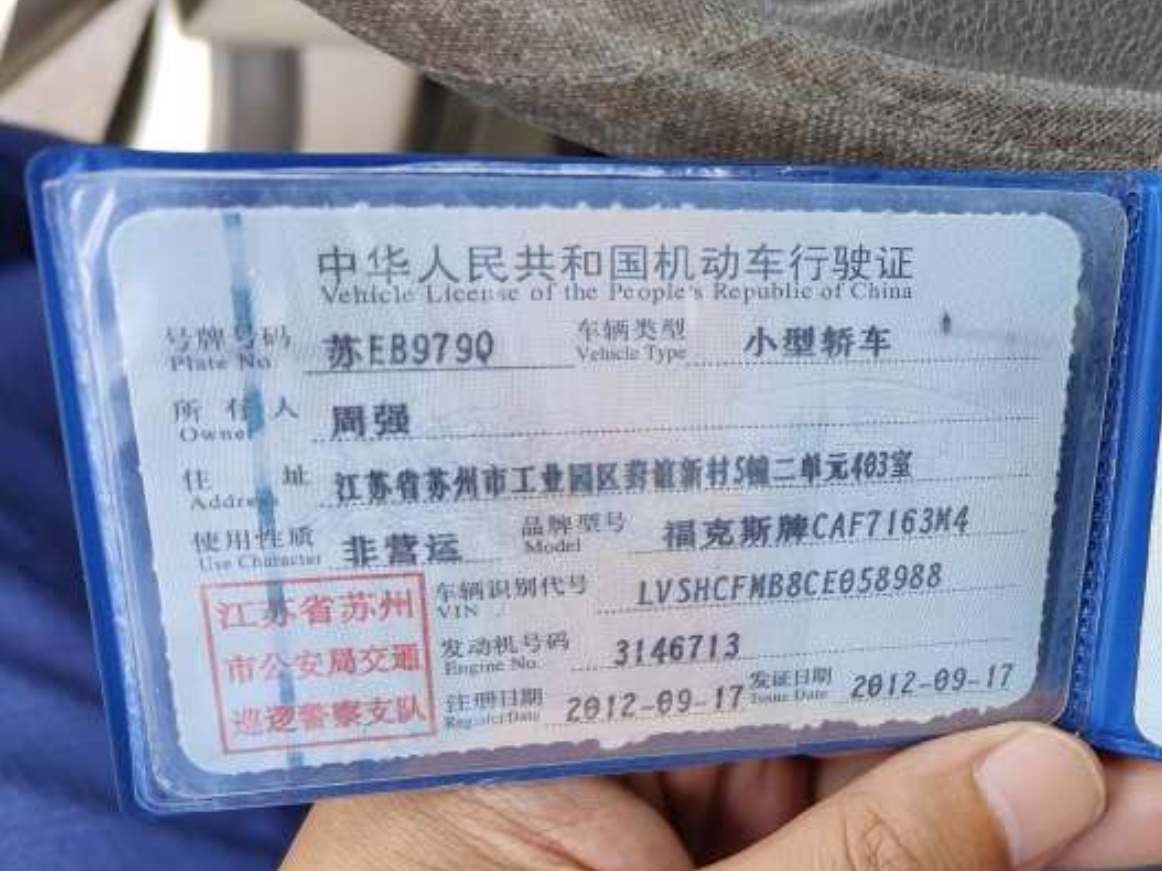 中华人民共和国机动车行驶证
Vehicle License of the People's Republic of China
号牌号码 苏EB979Q 车辆类型 小型轿车
Plate No. Vehicle Type
所有人 周强
Owner
住址 江苏省苏州市工业园区葑谊新村5幢二单元403室
Address
使用性质 非营运 品牌型号 福克斯牌CAF7163M4
Use Character Model
车辆识别代号 LVSHCFMB8CE058988
VIN
发动机号码 3146713
Engine No.
注册日期 2012-09-17 发证日期 2012-09-17
Register Date Issue Date
江苏省苏州
市公安局交通
巡逻警察支队